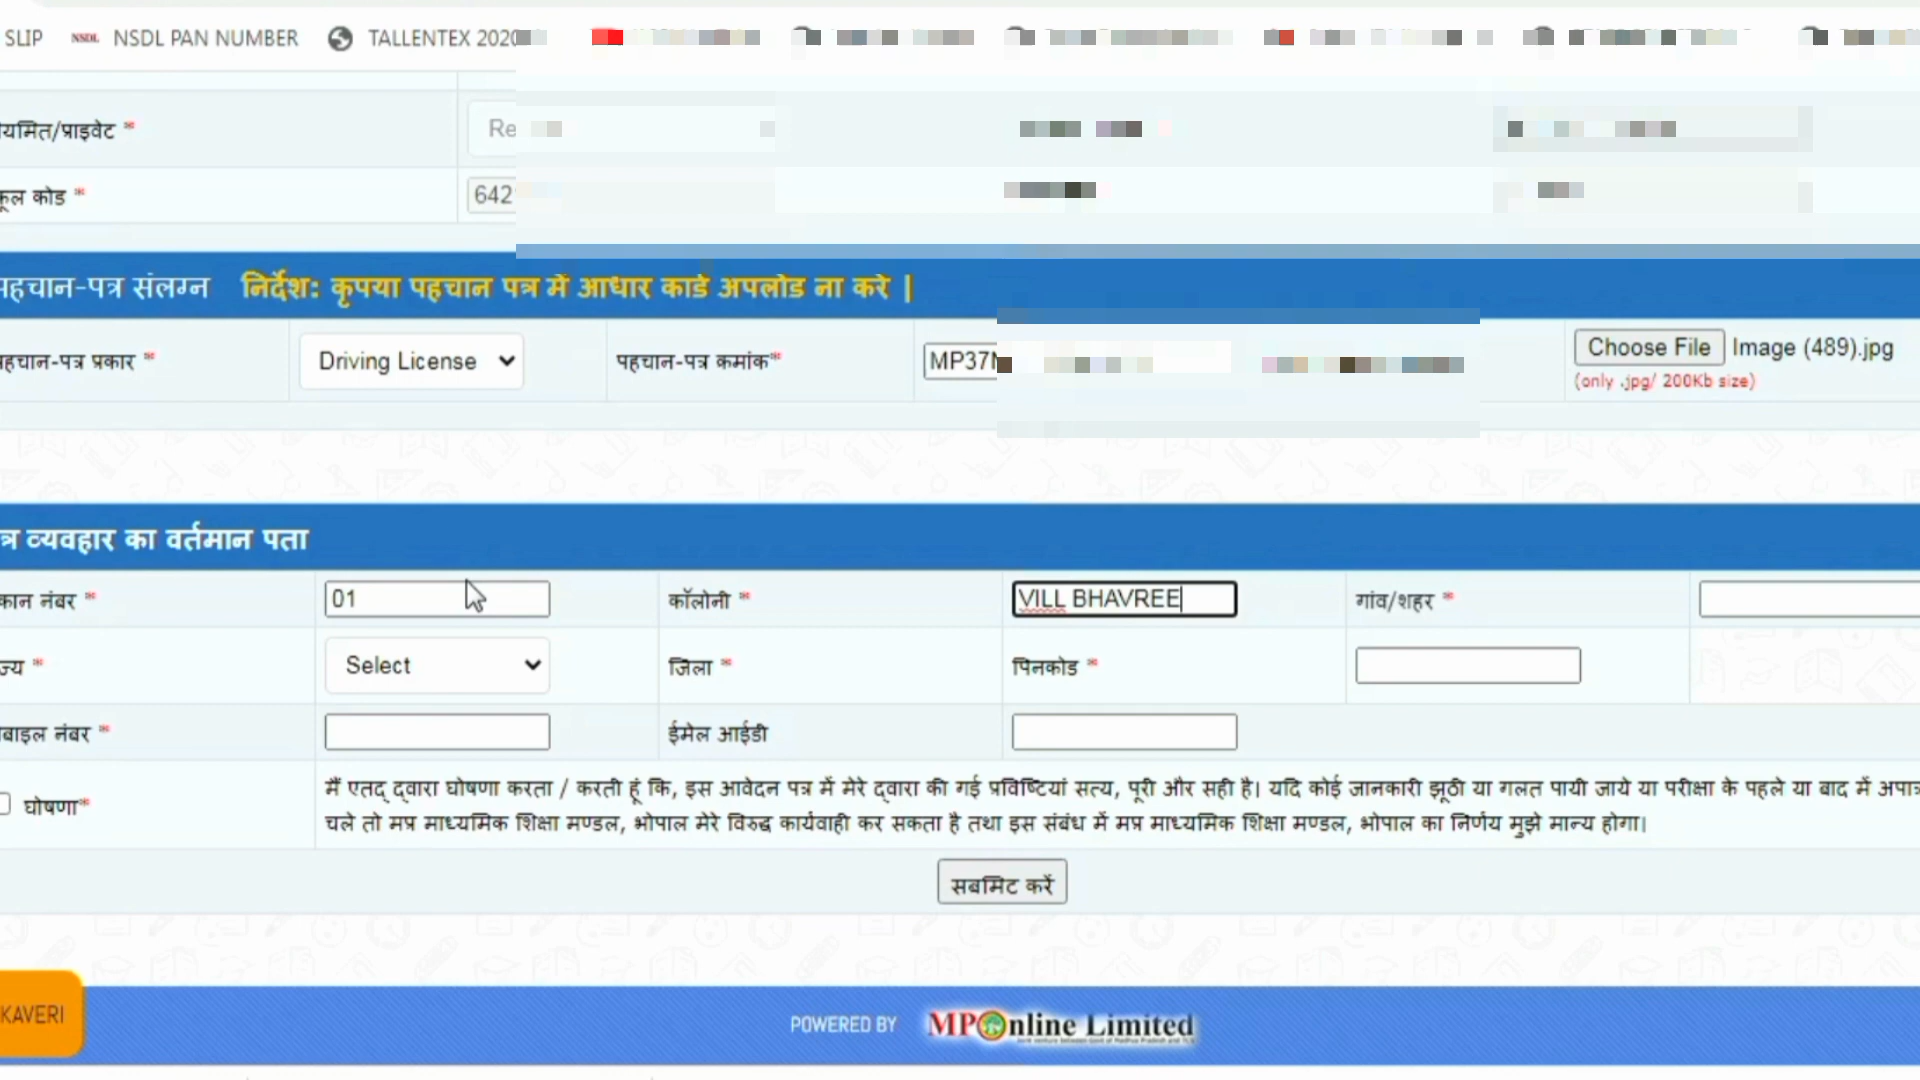 SLIP NSDL NSDL PAN NUMBER TALLENTEX 2020
यमित/प्राइवेट * Re
कूल कोड * 642
पहचान-पत्र संलग्न निर्देश: कृपया पहचान पत्र में आधार कार्ड अपलोड ना करे |
हचान-पत्र प्रकार * Driving License पहचान-पत्र कमांक* MP37 Choose File Image (489).jpg
(only .jpg/ 200Kb size)
त्र व्यवहार का वर्तमान पता
कान नंबर * 01 कॉलोनी * VILL BHAVREE गांव/शहर *
ज्य * Select जिला * पिनकोड *
बाइल नंबर * ईमेल आईडी
घोषणा* मैं एतद् द्वारा घोषणा करता / करती हूं कि, इस आवेदन पत्र में मेरे द्वारा की गई प्रविष्टियां सत्य, पूरी और सही है। यदि कोई जानकारी झूठी या गलत पायी जाये या परीक्षा के पहले या बाद में अपात्र
चले तो मप्र माध्यमिक शिक्षा मण्डल, भोपाल मेरे विरुद्ध कार्यवाही कर सकता है तथा इस संबंध में मप्र माध्यमिक शिक्षा मण्डल, भोपाल का निर्णय मुझे मान्य होगा।
सबमिट करें
KAVERI POWERED BY MPOnline Limited